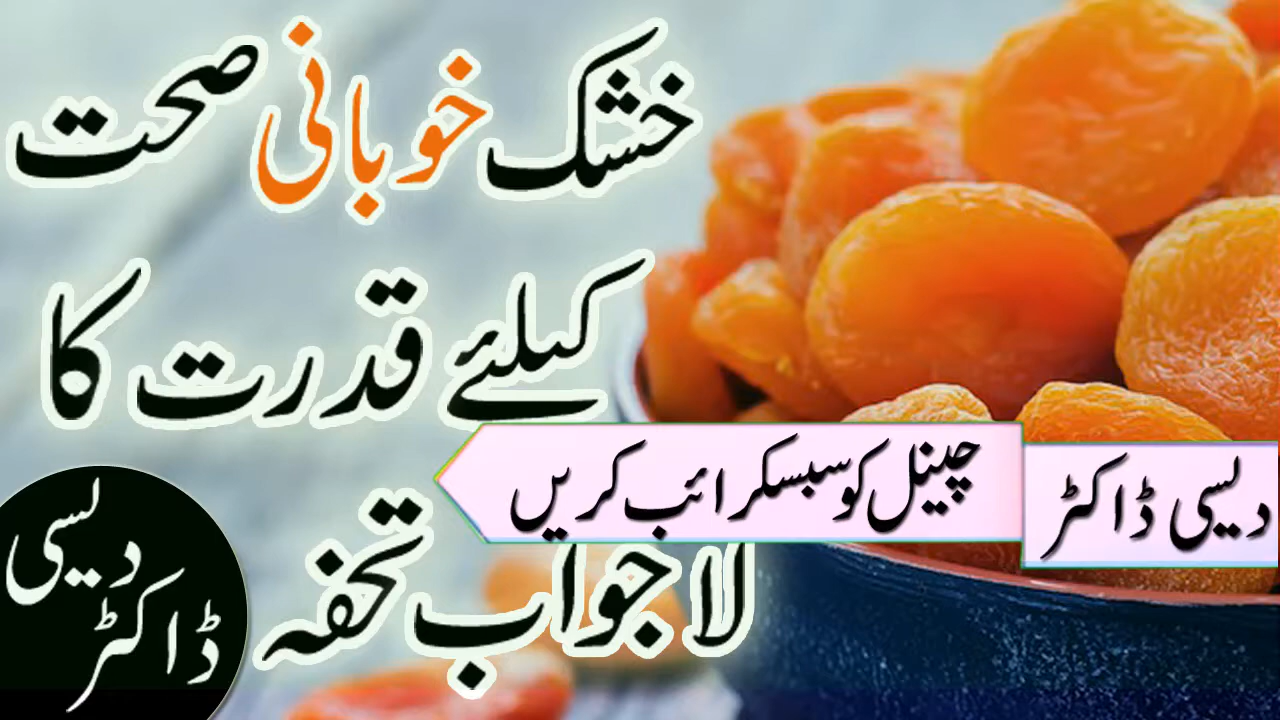 خشک خوبانی صحت
کیلئے قدرت کا
لاجواب تحفہ
دیسی ڈاکٹر
چینل کو سبسکرائب کریں
دیسی
ڈاکٹر